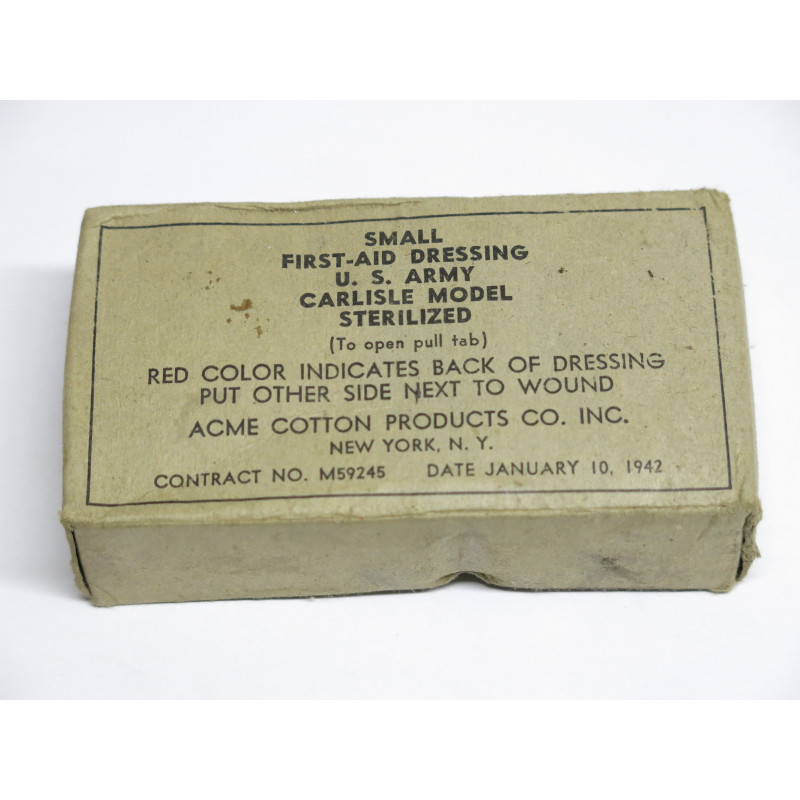 SMALL
FIRST-AID DRESSING
U. S. ARMY
CARLISLE MODEL
STERILIZED
(To open pull tab)
RED COLOR INDICATES BACK OF DRESSING
PUT OTHER SIDE NEXT TO WOUND
ACME COTTON PRODUCTS CO. INC.
NEW YORK, N. Y.
CONTRACT NO. M59245 DATE JANUARY 10, 1942